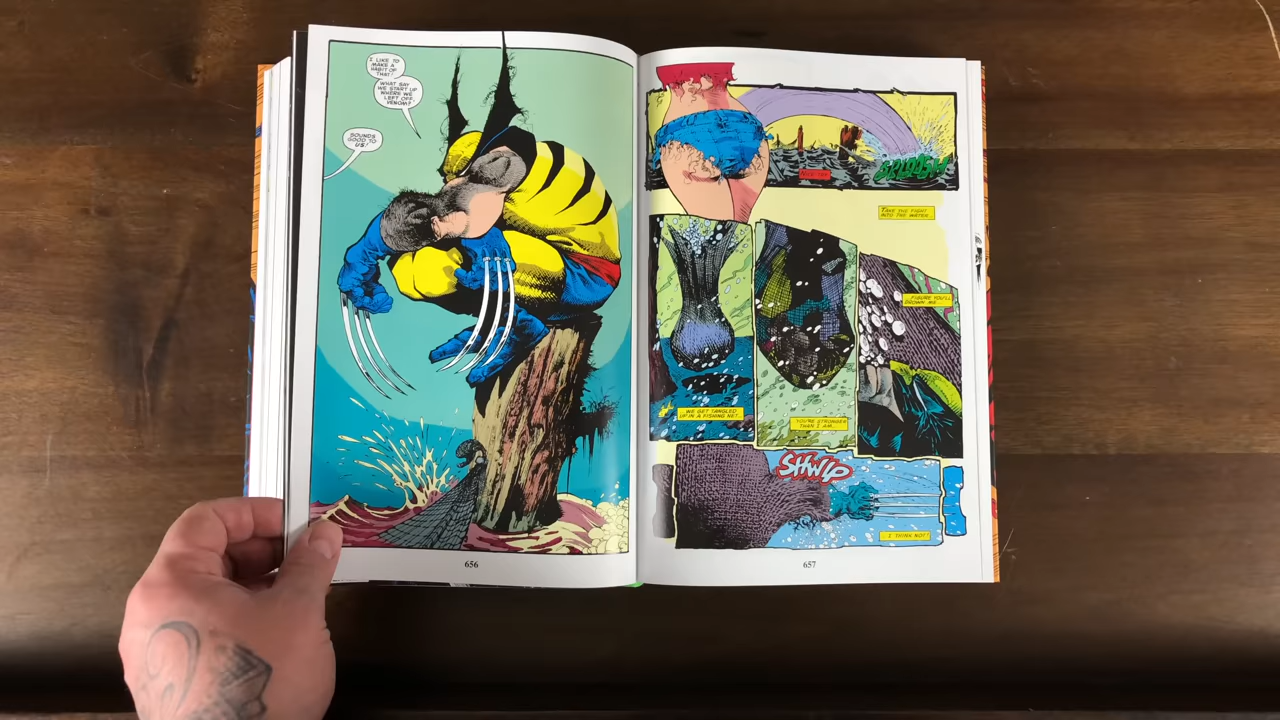 I LIKE TO
MAKE A
HABIT OF
THAT!
WHAT SAY
WE START UP
WHERE WE
LEFT OFF,
VENOM?
SOUNDS
GOOD TO
US!
656
NICE TRY.
SPLOOSH
TAKE THE FIGHT
INTO THE WATER...
...FIGURE YOU'LL
DROWN ME...
WE GET TANGLED
UP IN A FISHING NET...
YOU'RE STRONGER
THAN I AM...
SHWIP
...I THINK NOT!
657